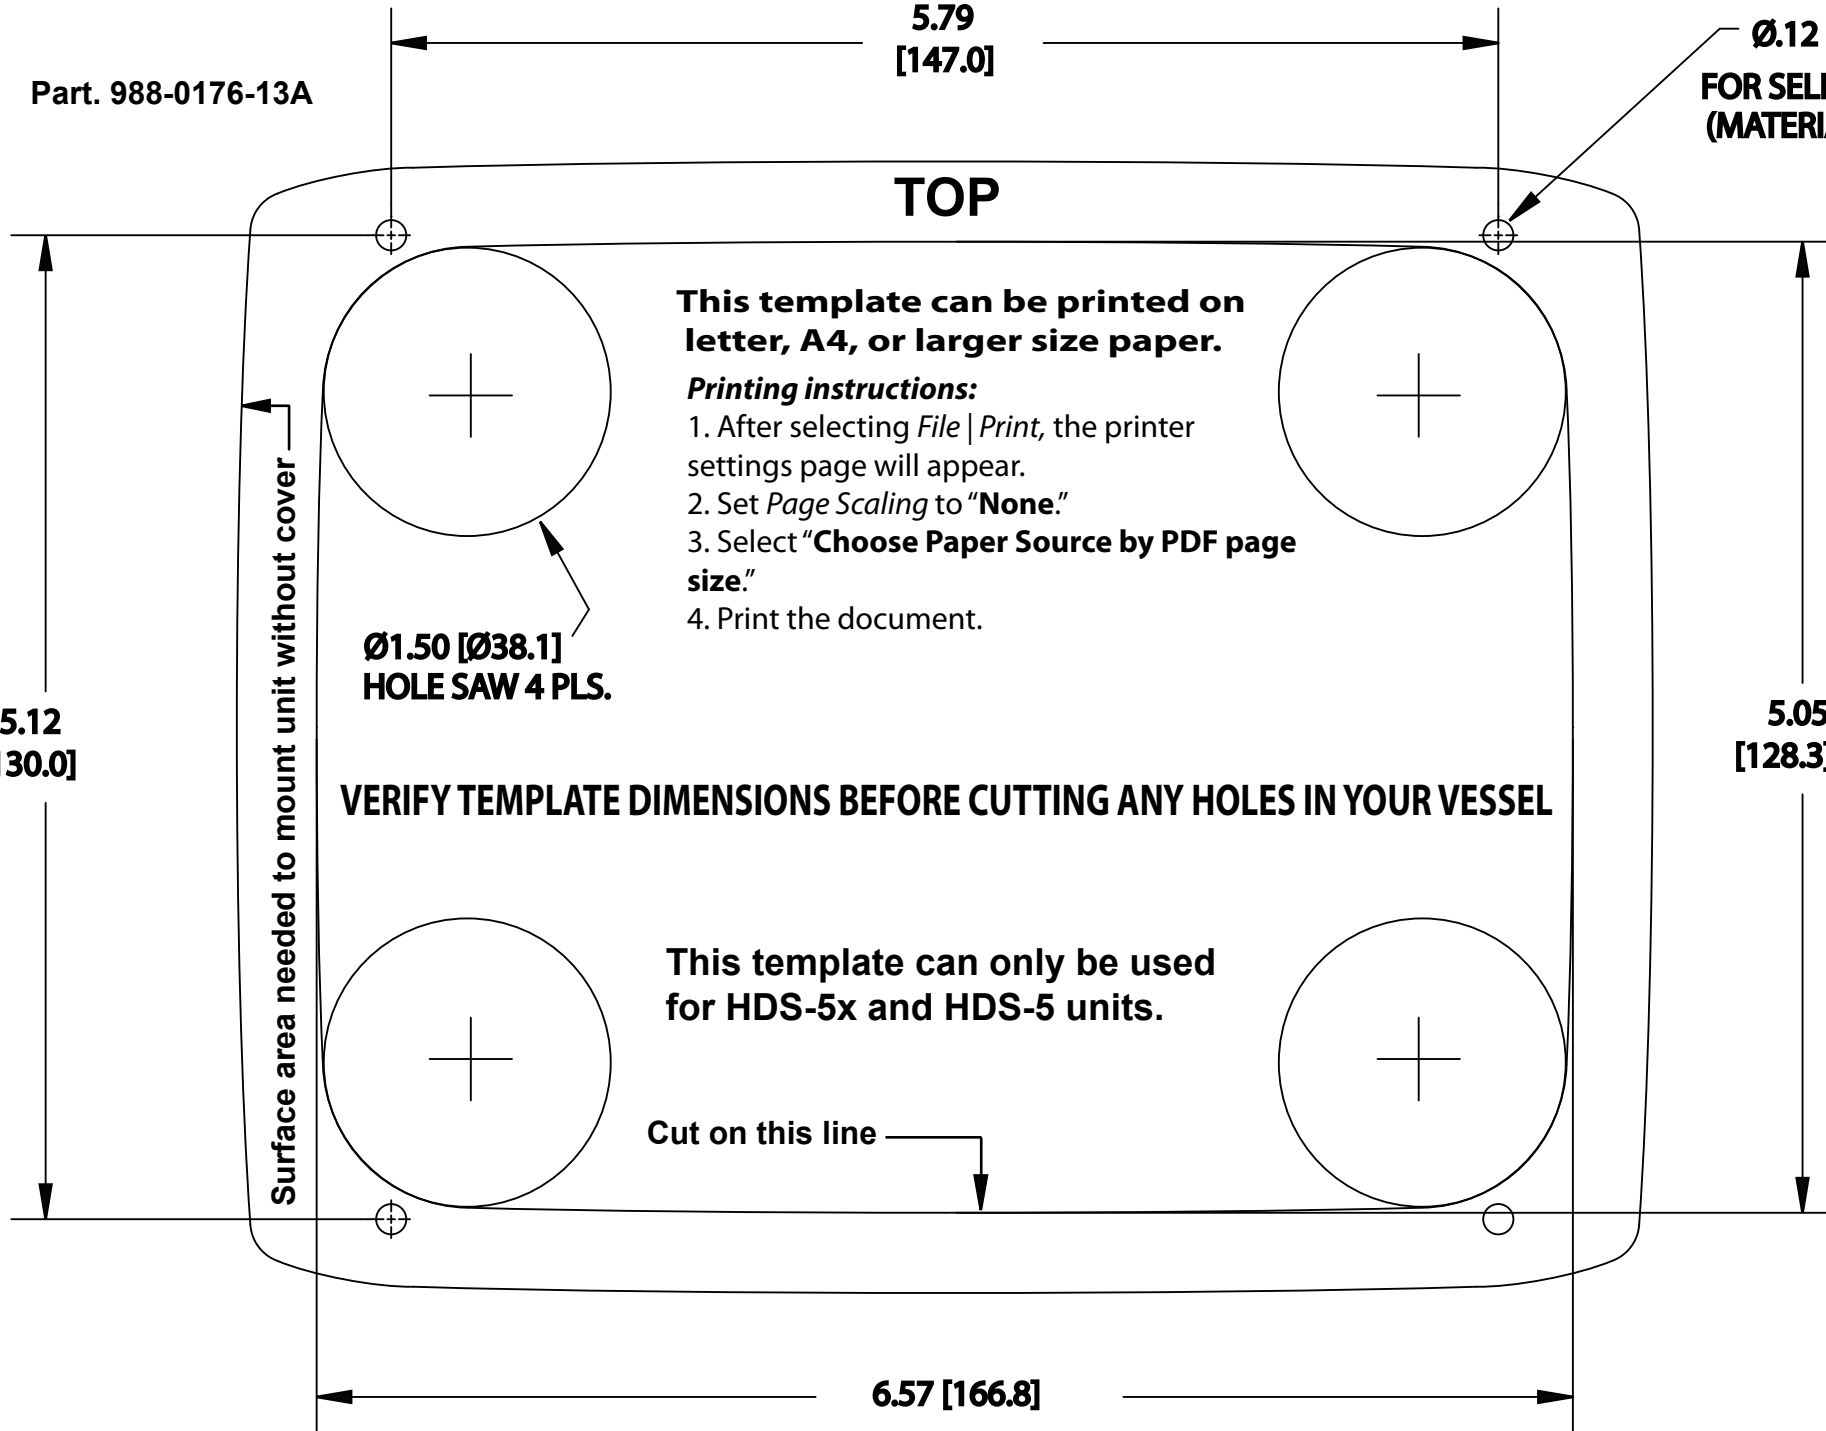 5.79
[147.0]
Ø.12
FOR
Part. 988-0176-13A
TOP
This template can be printed on
letter, A4, or larger size paper.
Printing instructions:
1. After selecting File | Print, the printer
settings page will appear.
2. Set Page Scaling to “None.”
3. Select “Choose Paper Source by PDF page
size.”
4. Print the document.
Surface area needed to mount unit without cover
Ø1.50 [Ø38.1]
HOLE SAW 4 PLS.
5.12
5.05
[128.3]
VERIFY TEMPLATE DIMENSIONS BEFORE CUTTING ANY HOLES IN YOUR VESSEL
This template can only be used
for HDS-5x and HDS-5 units.
Cut on this line
6.57 [166.8]